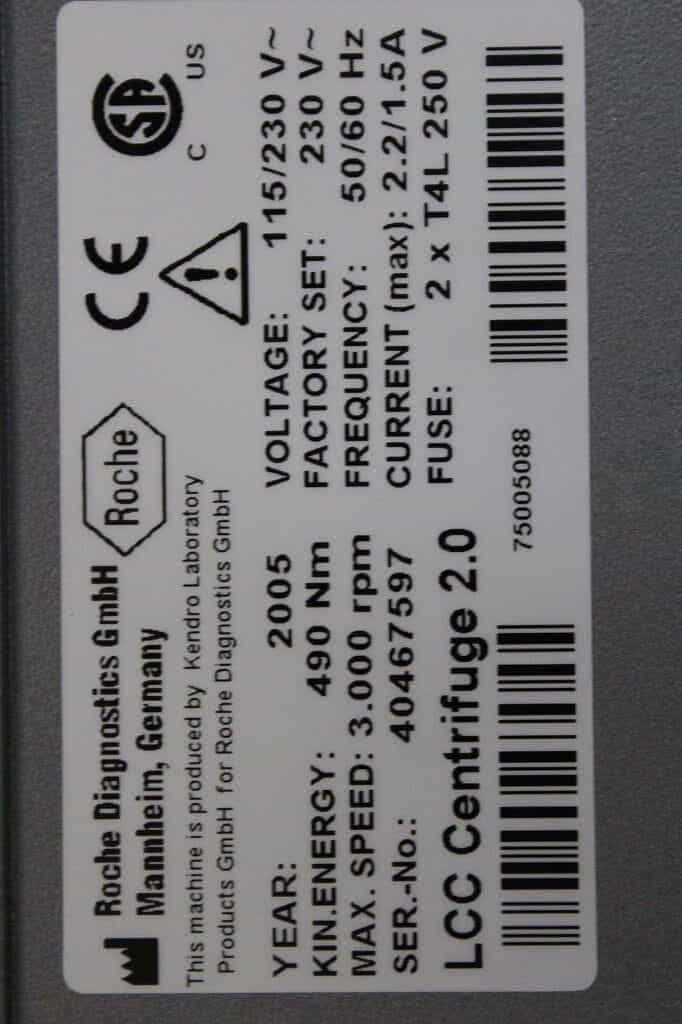 Roche Diagnostics GmbH
Mannheim, Germany
Roche
CE
CSA
C US
This machine is produced by Kendro Laboratory
Products GmbH for Roche Diagnostics GmbH
YEAR: 2005
KIN.ENERGY: 490 Nm
MAX. SPEED: 3.000 rpm
SER.-No.: 40467597
VOLTAGE: 115/230 V~
FACTORY SET: 230 V~
FREQUENCY: 50/60 Hz
CURRENT (max): 2.2/1.5A
FUSE: 2 x T4L 250 V
LCC Centrifuge 2.0
75005088